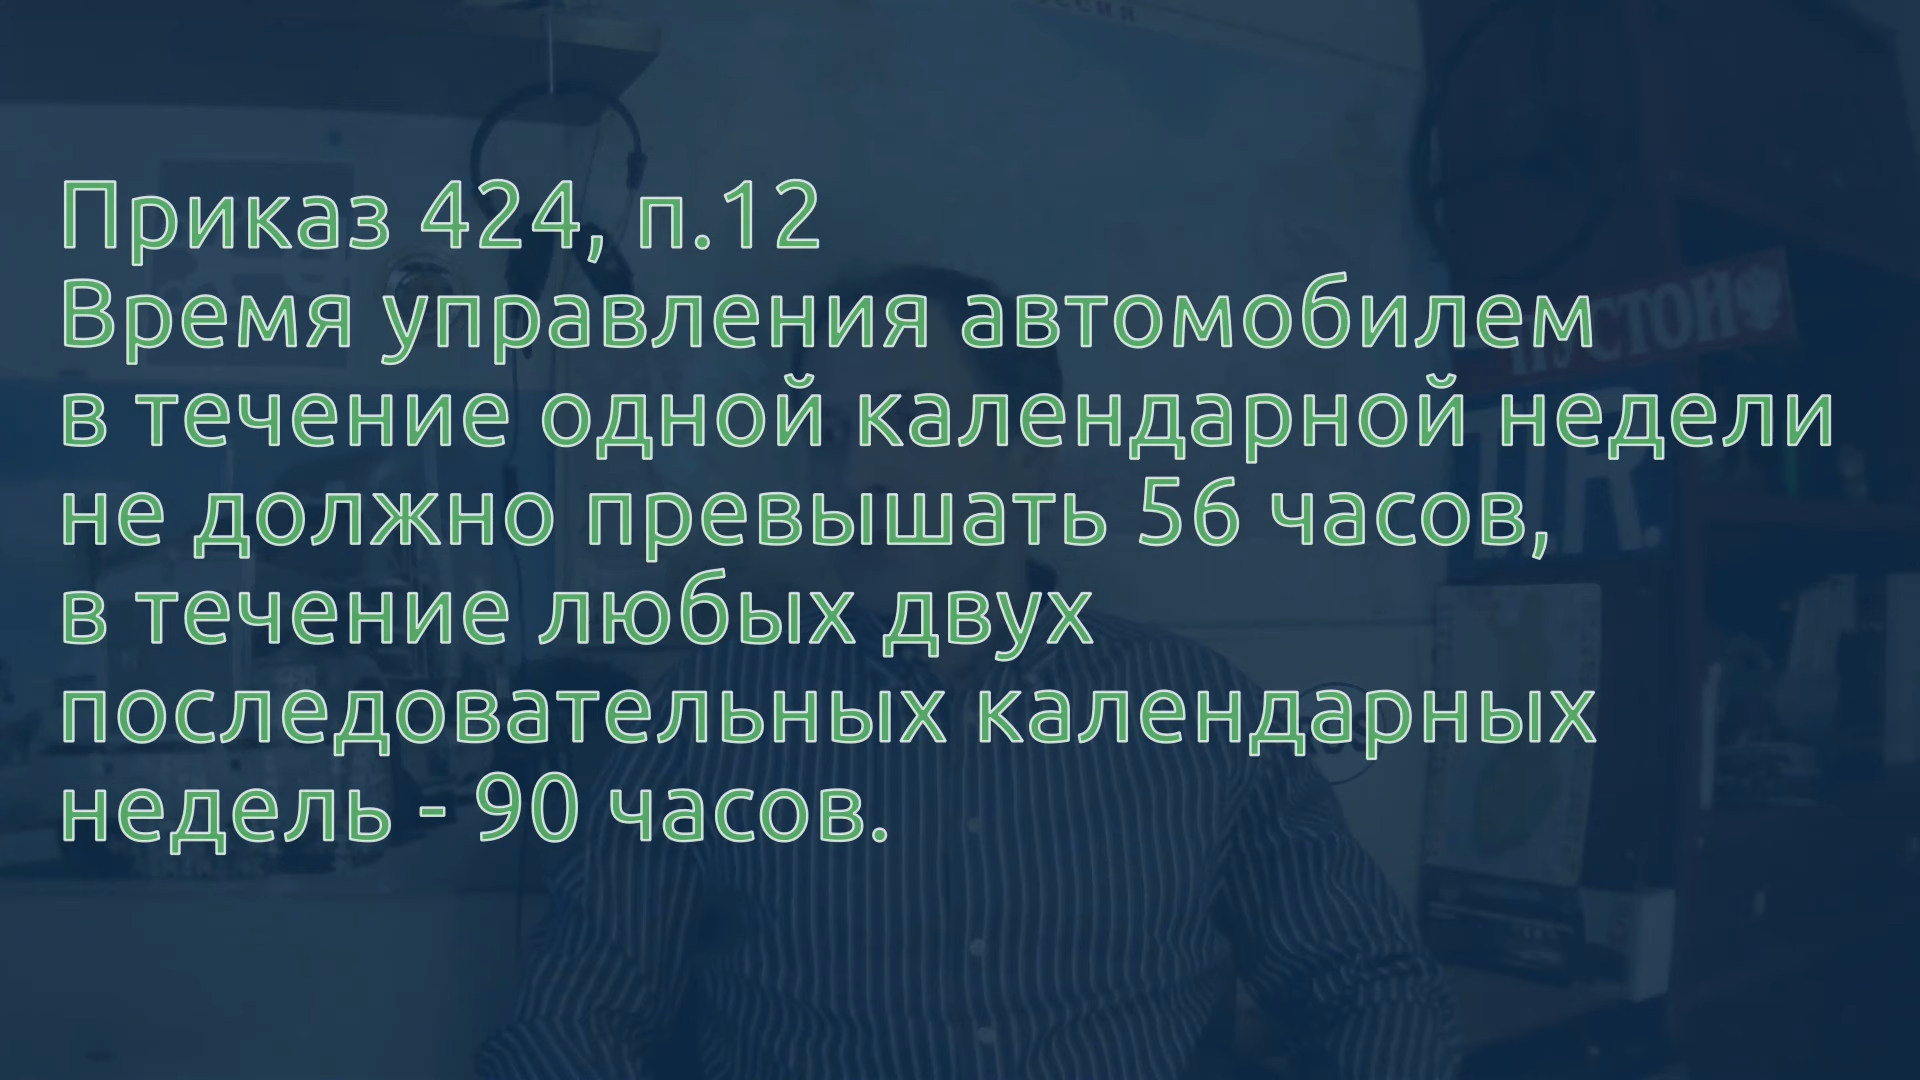 Приказ 424, п.12
Время управления автомобилем
в течение одной календарной недели
не должно превышать 56 часов,
в течение любых двух
последовательных календарных
недель - 90 часов.
ПУСТОЙ